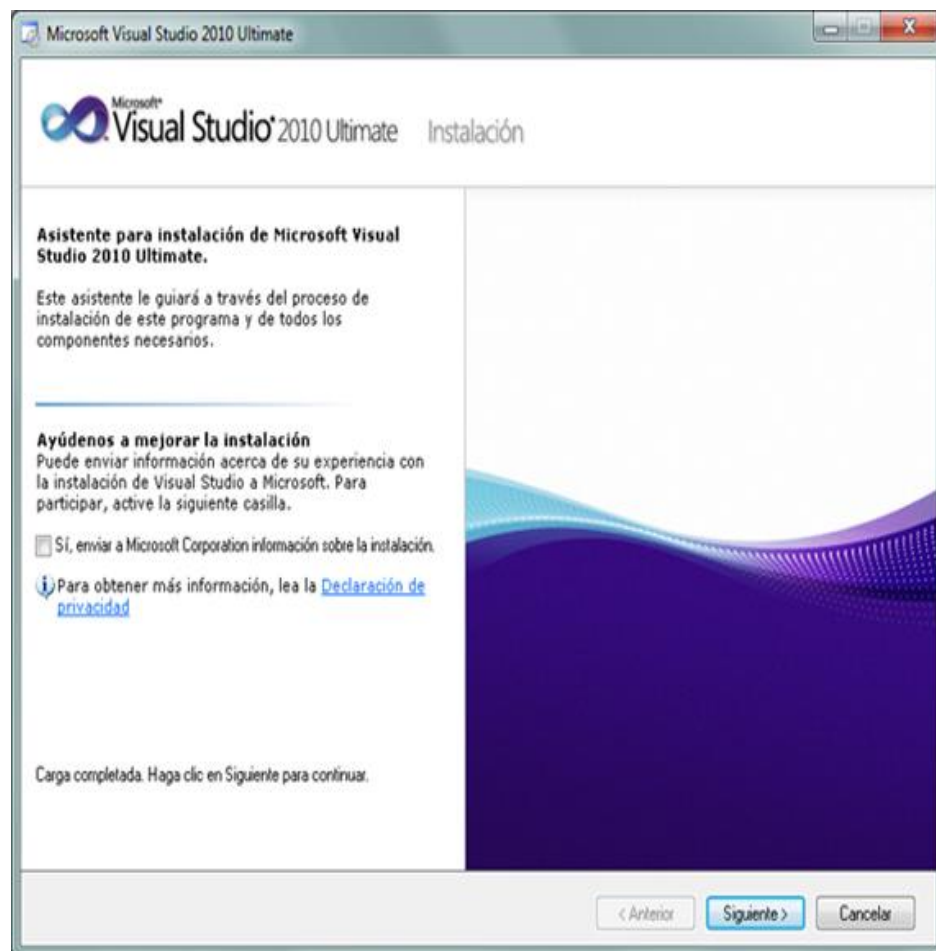 Microsoft Visual Studio 2010 Ultimate
Microsoft®
Visual Studio® 2010 Ultimate Instalación
Asistente para instalación de Microsoft Visual
Studio 2010 Ultimate.
Este asistente le guiará a través del proceso de
instalación de este programa y de todos los
componentes necesarios.
Ayúdenos a mejorar la instalación
Puede enviar información acerca de su experiencia con
la instalación de Visual Studio a Microsoft. Para
participar, active la siguiente casilla.
Sí, enviar a Microsoft Corporation información sobre la instalación.
Para obtener más información, lea la Declaración de
privacidad
Carga completada. Haga clic en Siguiente para continuar.
< Anterior Siguiente > Cancelar